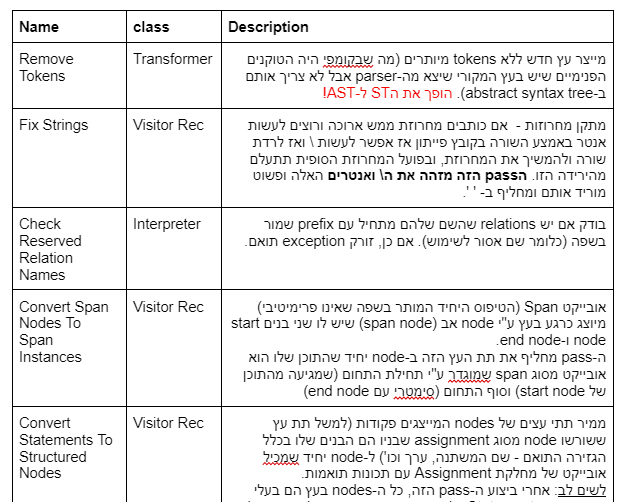 Name class Description
Remove Tokens
Transformer
מייצר עץ חדש ללא tokens מיותרים (מה שבקומפי היה הטוקנים
הפנימיים שיש בעץ המקורי שיצא מה-parser אבל לא צריך אותם
ב-abstract syntax tree). הופך את הST ל-AST!
Fix Strings
Visitor Rec
מתקן מחרוזות - אם כותבים מחרוזת ממש ארוכה ורוצים לעשות
אנטר באמצע השורה בקובץ פייתון אז אפשר לעשות \ ואז לרדת
שורה ולהמשיך את המחרוזת, ובפועל המחרוזת הסופית תתעלם
מהירידה הזו. הpass הזה מזהה את ה\ ואנטרים האלה ופשוט
מוריד אותם ומחליף ב- ' '.
Check
Reserved
Relation
Names
Interpreter
בודק אם יש relations שהשם שלהם מתחיל עם prefix שמור
בשפה (כלומר שם אסור לשימוש). אם כן, זורק exception תואם.
Convert Span
Nodes To
Span
Instances
Visitor Rec
אובייקט Span (הטיפוס היחיד המותר בשפה שאינו פרימיטיבי)
מיוצג כרגע בעץ ע"י node אב (span node) שיש לו שני בנים start
node ו-end node.
ה-pass מחליף את תת העץ הזה ב-node יחיד שהתוכן שלו הוא
אובייקט מסוג span שמוגדר ע"י תחילת התחום (שמגיעה מהתוכן
של start node) וסוף התחום (סימטרי עם end node)
Convert
Statements To
Structured
Nodes
Visitor Rec
ממיר תתי עצים של nodes המייצגים פקודות (למשל תת עץ
ששורשו node מסוג assignment שבניו הם הבנים שלו בכלל
הגזירה התואם - שם המשתנה, ערך וכו') ל-node יחיד שמכיל
אובייקט של מחלקת Assignment עם תכונות תואמות.
לשים לב: אחרי ביצוע ה-pass הזה, כל ה-nodes בעץ הם בעלי